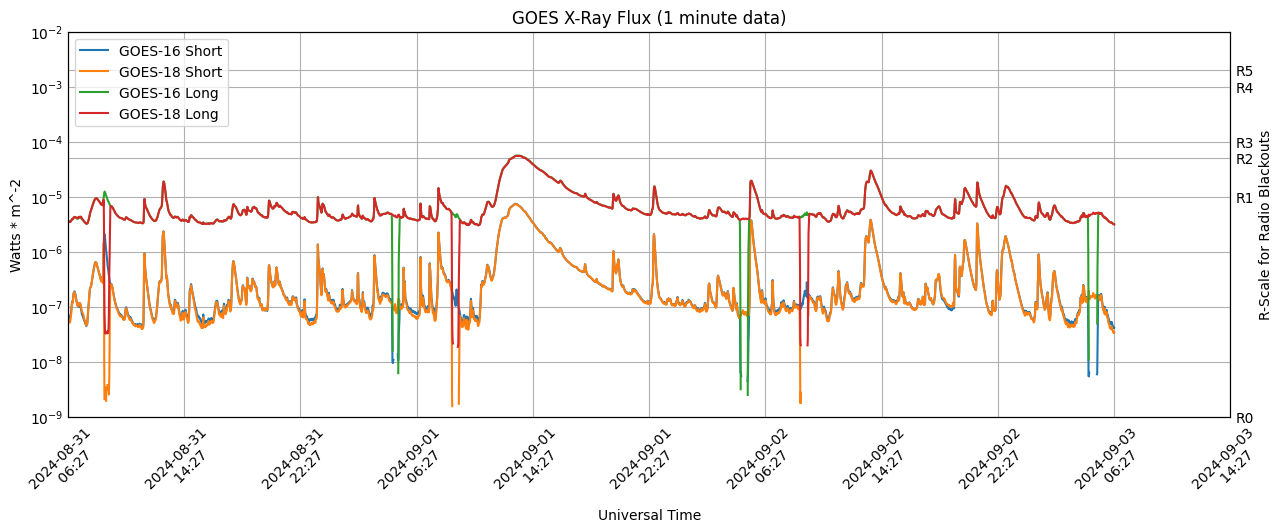 GOES X-Ray Flux (1 minute data)
GOES-16 Short
GOES-18 Short
GOES-16 Long
GOES-18 Long
Watts * m^-2
10^-2
10^-3
10^-4
10^-5
10^-6
10^-7
10^-8
10^-9
R5
R4
R3
R2
R1
R0
R-Scale for Radio Blackouts
2024-08-31
06:27
2024-08-31
14:27
2024-08-31
22:27
2024-09-01
06:27
2024-09-01
14:27
2024-09-01
22:27
2024-09-02
06:27
2024-09-02
14:27
2024-09-02
22:27
2024-09-03
06:27
2024-09-03
14:27
Universal Time